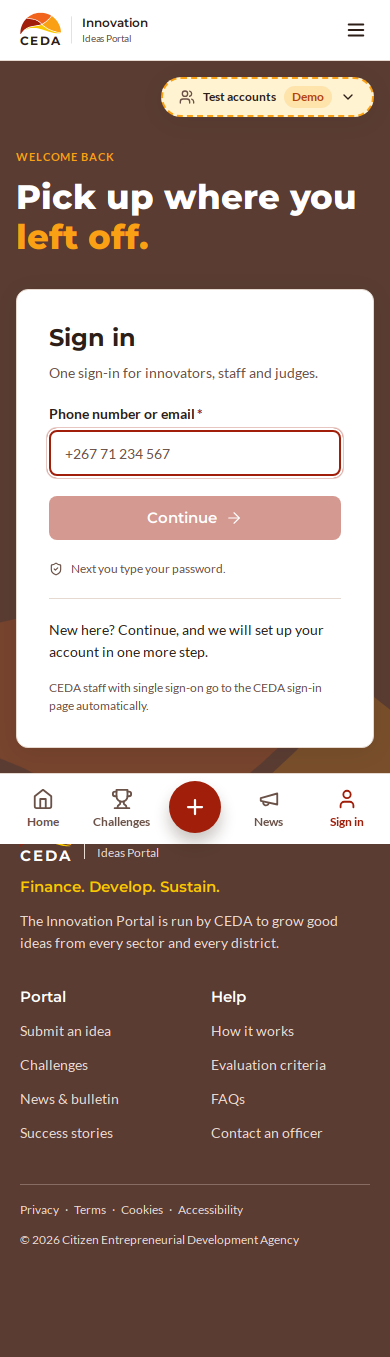 CEDA
Innovation
Ideas Portal
Test accounts Demo
WELCOME BACK
Pick up where you
left off.
Sign in
One sign-in for innovators, staff and judges.
Phone number or email *
+267 71 234 567
Continue
Next you type your password.
New here? Continue, and we will set up your
account in one more step.
CEDA staff with single sign-on go to the CEDA sign-in
page automatically.
Home
Challenges
News
Sign in
CEDA
Ideas Portal
Finance. Develop. Sustain.
The Innovation Portal is run by CEDA to grow good
ideas from every sector and every district.
Portal
Submit an idea
Challenges
News & bulletin
Success stories
Help
How it works
Evaluation criteria
FAQs
Contact an officer
Privacy · Terms · Cookies · Accessibility
© 2026 Citizen Entrepreneurial Development Agency